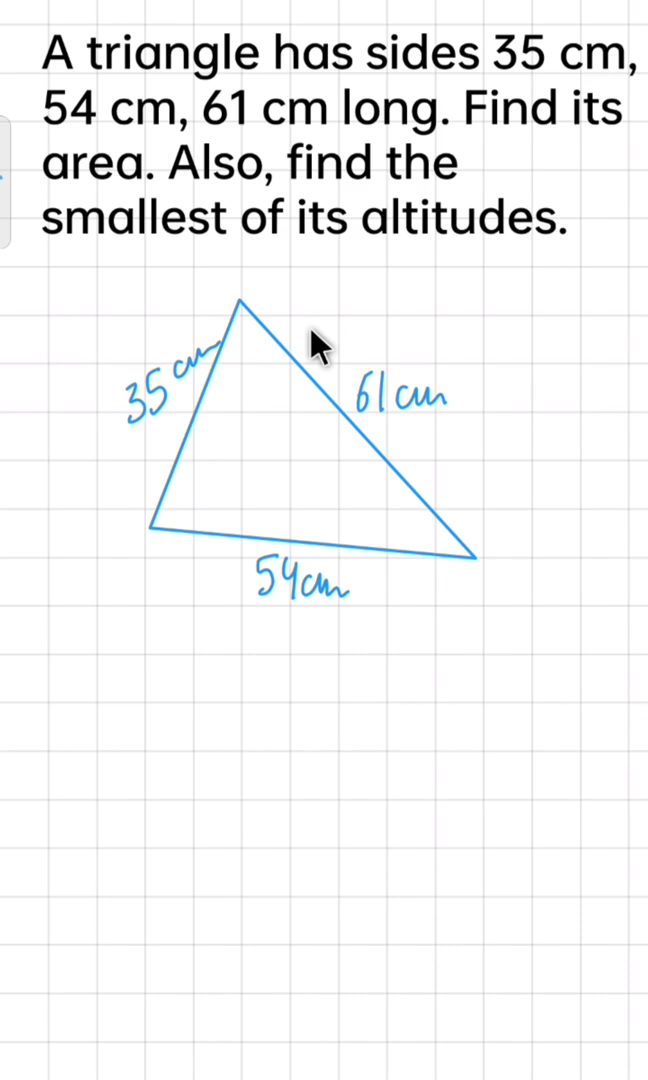 A triangle has sides 35 cm,
54 cm, 61 cm long. Find its
area. Also, find the
smallest of its altitudes.
35 cm
61 cm
54 cm